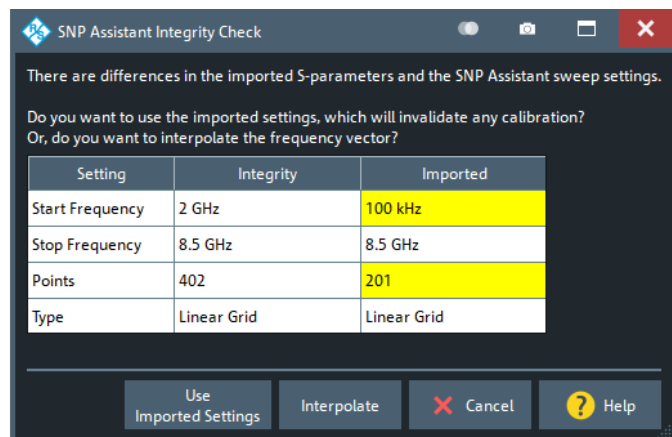 SNP Assistant Integrity Check
There are differences in the imported S-parameters and the SNP Assistant sweep settings.
Do you want to use the imported settings, which will invalidate any calibration?
Or, do you want to interpolate the frequency vector?
Setting Integrity Imported
Start Frequency 2 GHz 100 kHz
Stop Frequency 8.5 GHz 8.5 GHz
Points 402 201
Type Linear Grid Linear Grid
Use
Imported Settings
Interpolate
Cancel
Help